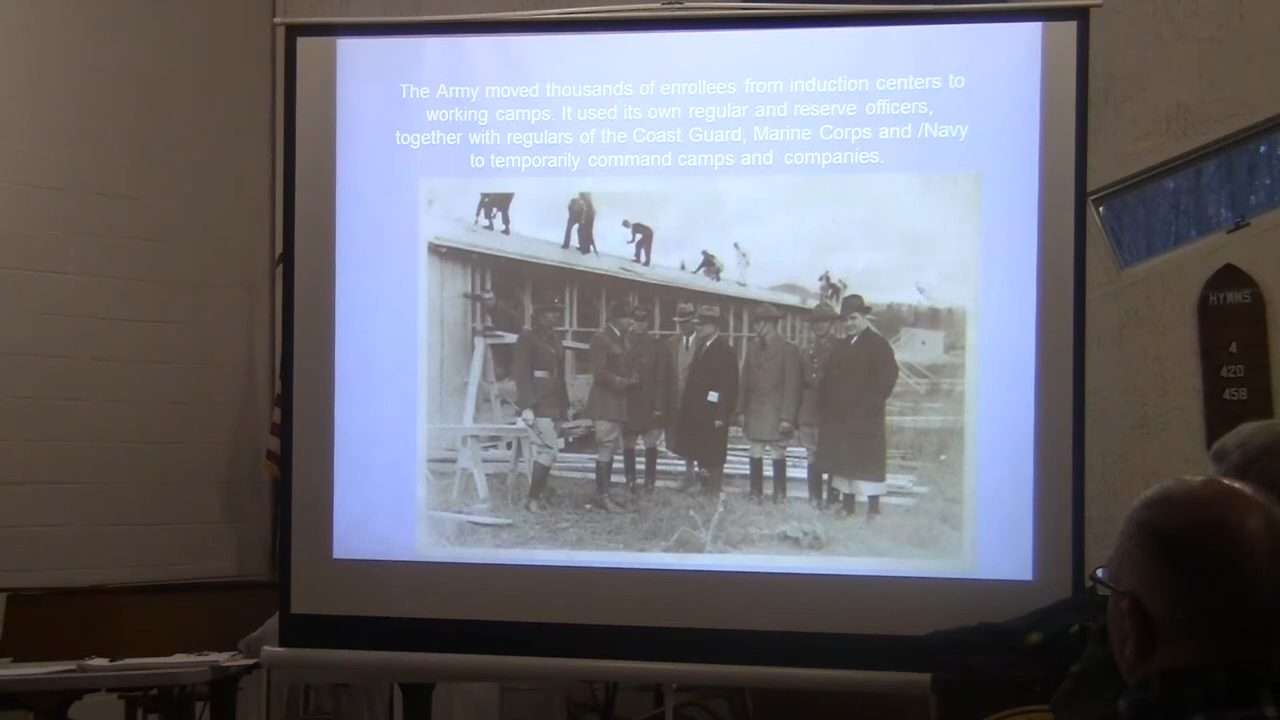 The Army moved thousands of enrollees from induction centers to
working camps. It used its own regular and reserve officers,
together with regulars of the Coast Guard, Marine Corps and /Navy
to temporarily command camps and  companies.
HYMNS
4
420
458